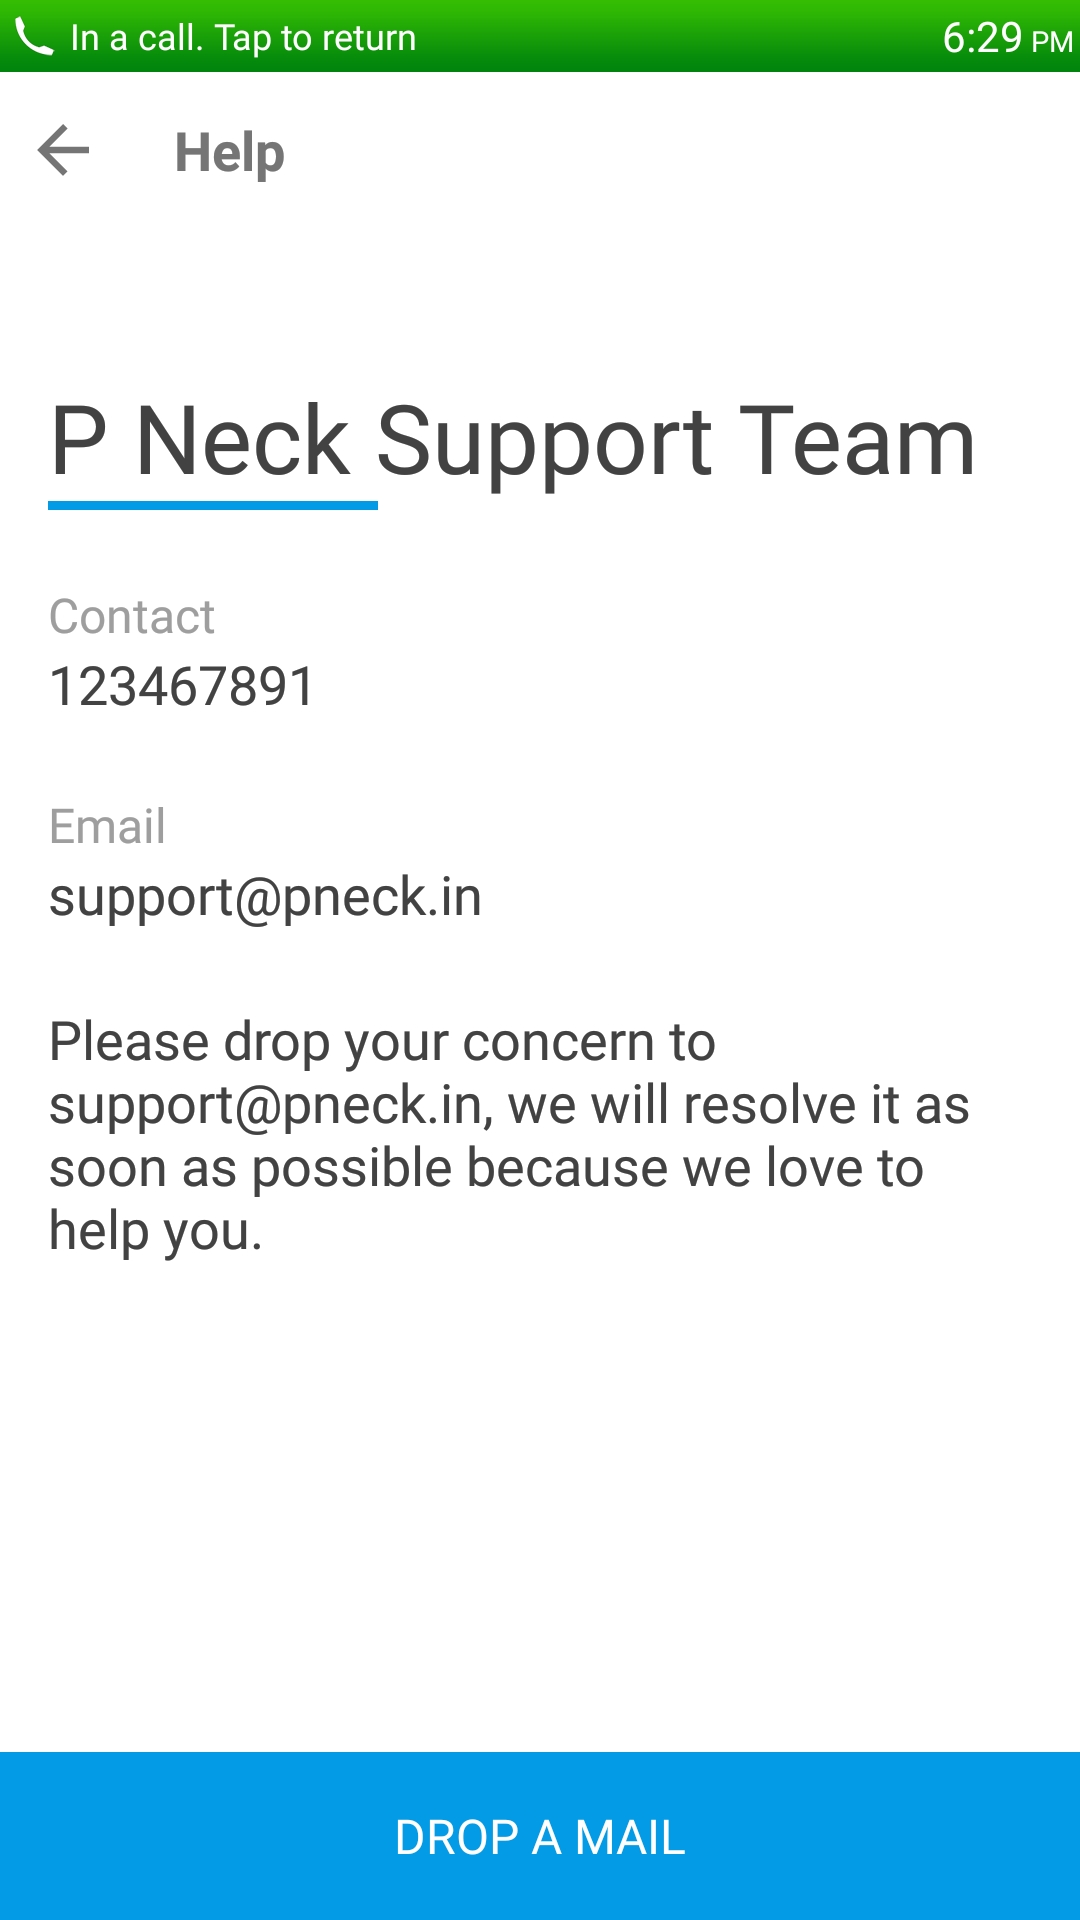 In a call. Tap to return 6:29 PM
Help
P Neck Support Team
Contact
123467891
Email
support@pneck.in
Please drop your concern to
support@pneck.in, we will resolve it as
soon as possible because we love to
help you.
DROP A MAIL